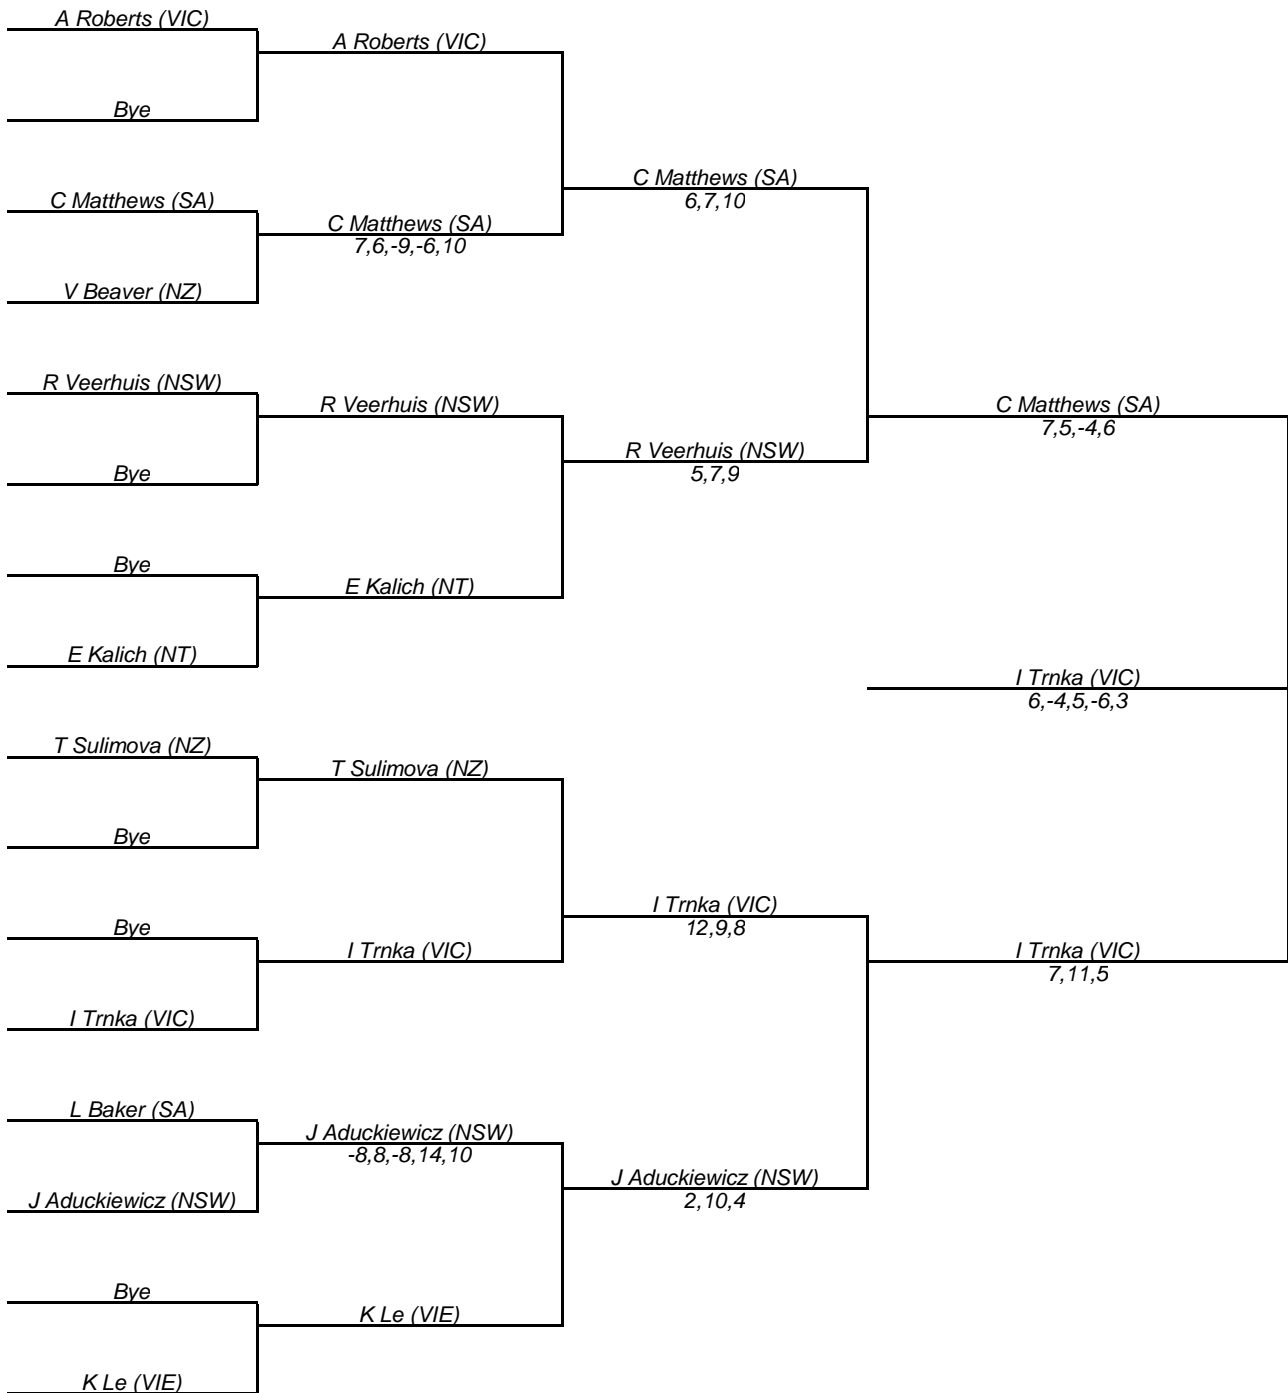 A Roberts (VIC)
A Roberts (VIC)
Bye
C Matthews (SA)
6,7,10
C Matthews (SA)
C Matthews (SA)
7,6,-9,-6,10
V Beaver (NZ)
R Veerhuis (NSW)
R Veerhuis (NSW)
C Matthews (SA)
7,5,-4,6
R Veerhuis (NSW)
5,7,9
Bye
Bye
E Kalich (NT)
E Kalich (NT)
I Trnka (VIC)
6,-4,5,-6,3
T Sulimova (NZ)
T Sulimova (NZ)
Bye
I Trnka (VIC)
12,9,8
Bye
I Trnka (VIC)
I Trnka (VIC)
7,11,5
I Trnka (VIC)
L Baker (SA)
J Aduckiewicz (NSW)
-8,8,-8,14,10
J Aduckiewicz (NSW)
2,10,4
J Aduckiewicz (NSW)
Bye
K Le (VIE)
K Le (VIE)